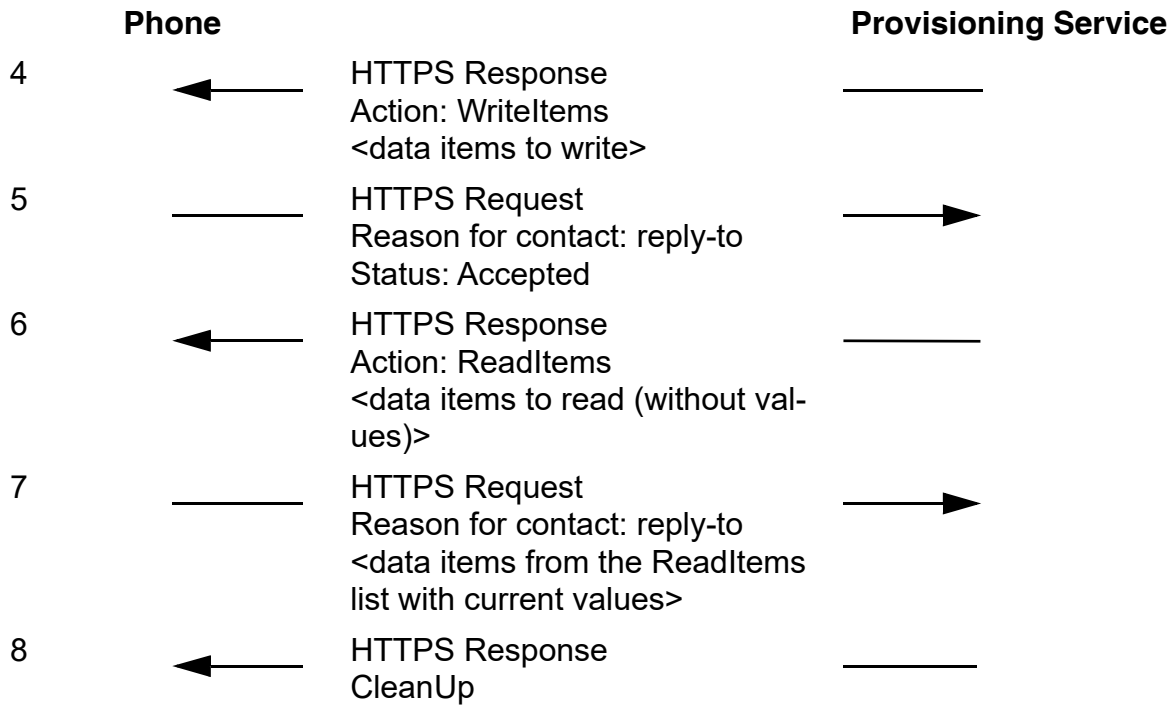 Phone Provisioning Service
4 HTTPS Response
Action: WriteItems
<data items to write>
5 HTTPS Request
Reason for contact: reply-to
Status: Accepted
6 HTTPS Response
Action: ReadItems
<data items to read (without val-
ues)>
7 HTTPS Request
Reason for contact: reply-to
<data items from the ReadItems
list with current values>
8 HTTPS Response
CleanUp